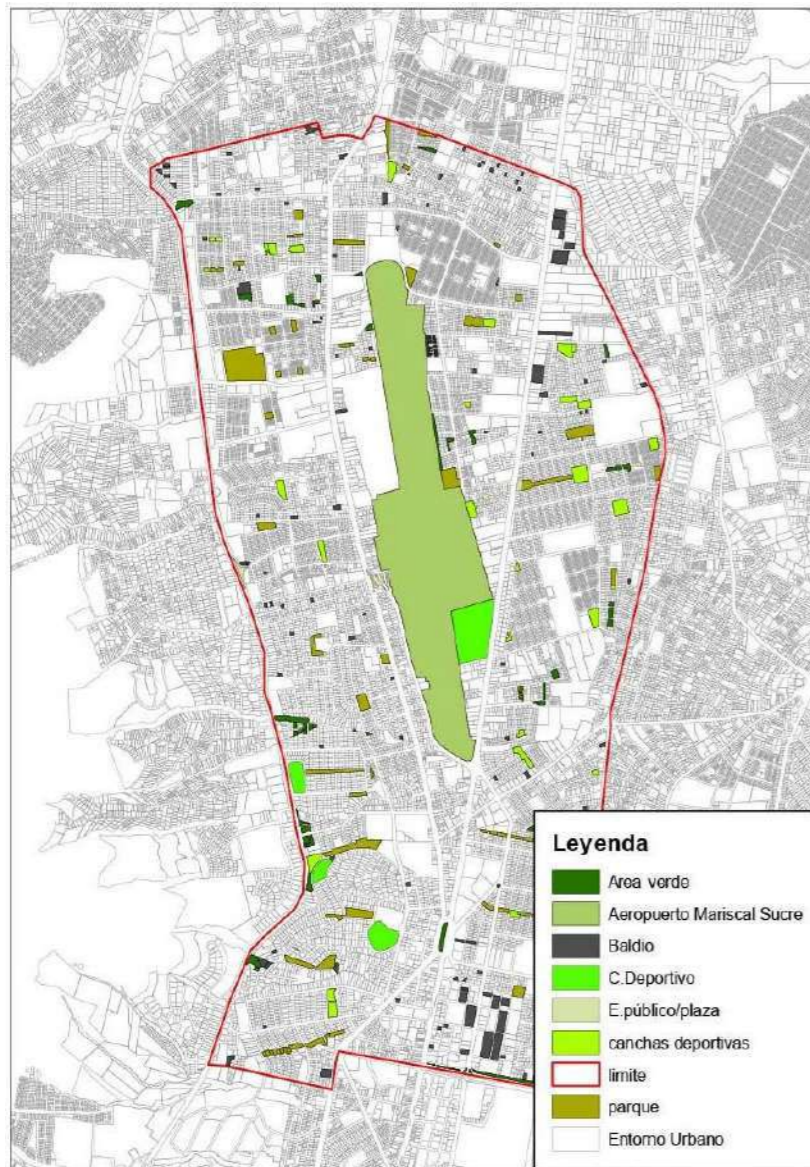 Leyenda
Area verde
Aeropuerto Mariscal Sucre
Baldio
C.Deportivo
E.público/plaza
canchas deportivas
limite
parque
Entorno Urbano